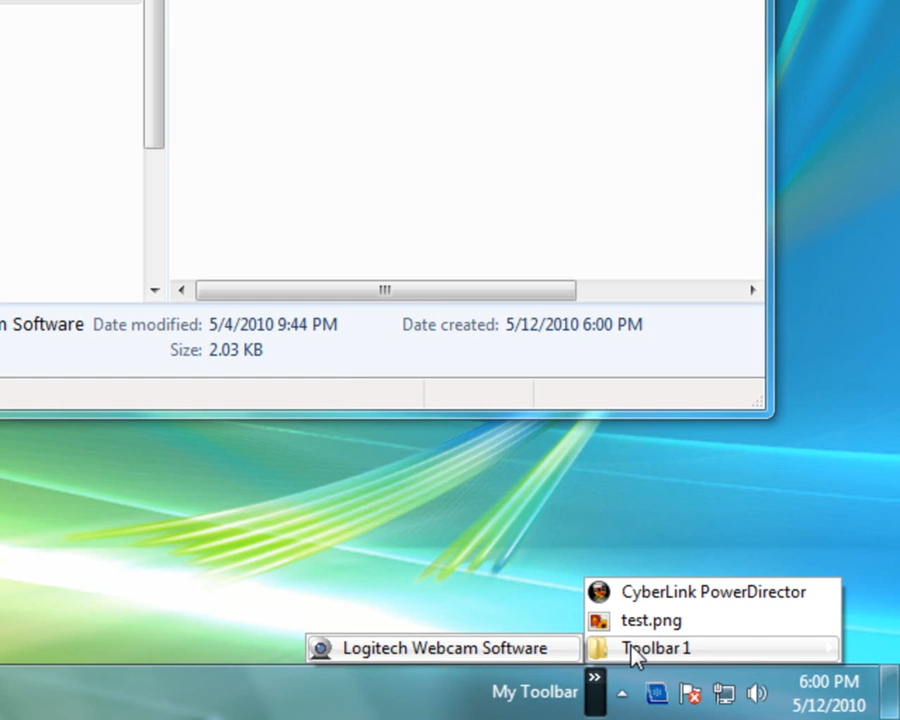 m Software Date modified: 5/4/2010 9:44 PM Date created: 5/12/2010 6:00 PM
Size: 2.03 KB
CyberLink PowerDirector
test.png
Logitech Webcam Software Toolbar 1
My Toolbar 6:00 PM
5/12/2010